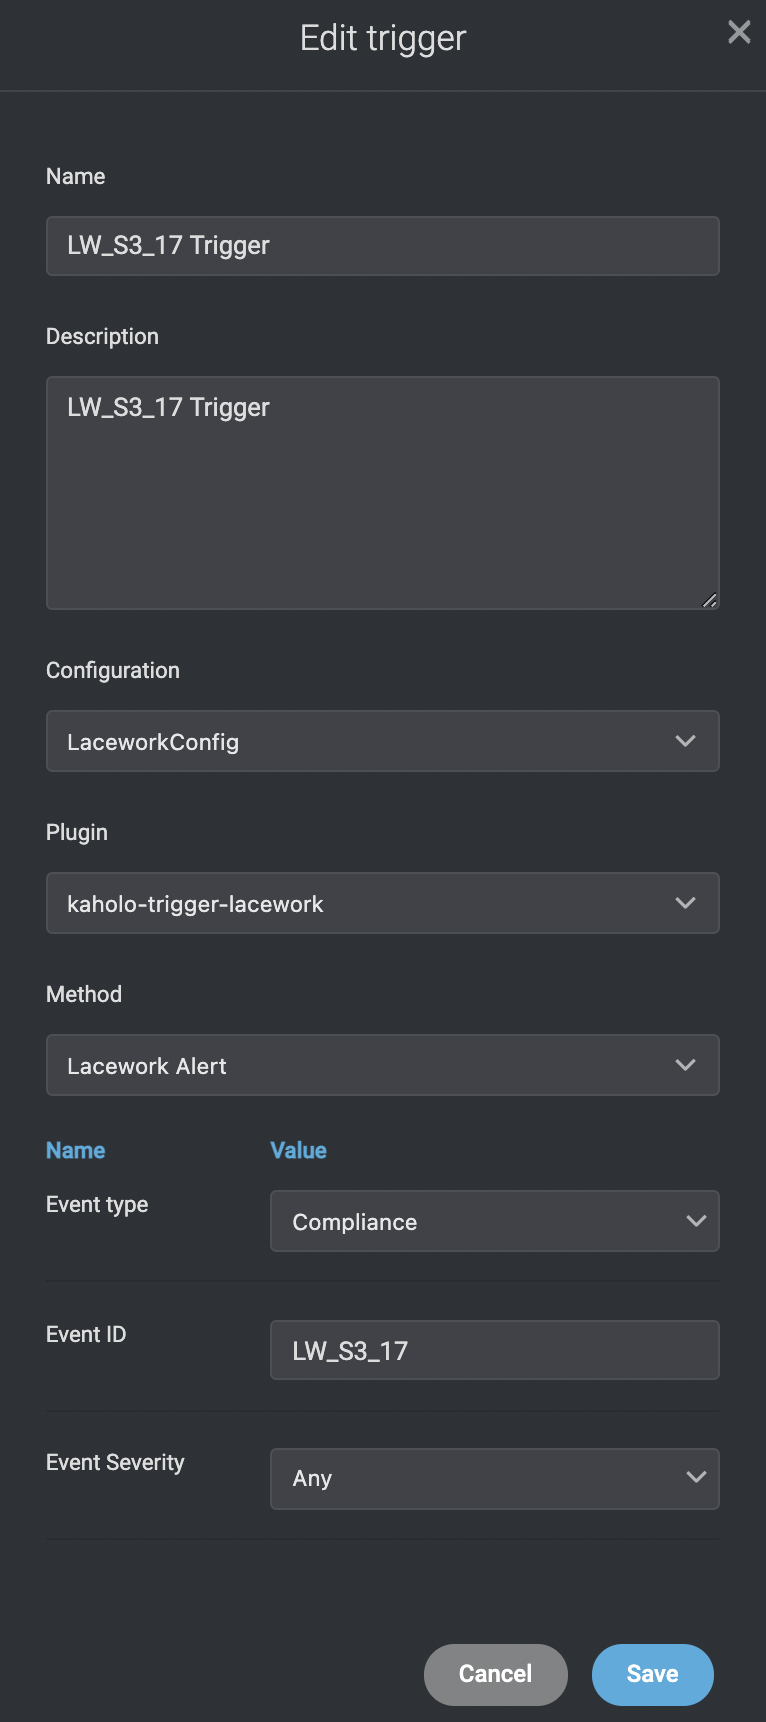 Edit trigger
Name
LW_S3_17 Trigger
Description
LW_S3_17 Trigger
Configuration
LaceworkConfig
Plugin
kaholo-trigger-lacework
Method
Lacework Alert
Name Value
Event type Compliance
Event ID LW_S3_17
Event Severity Any
Cancel Save